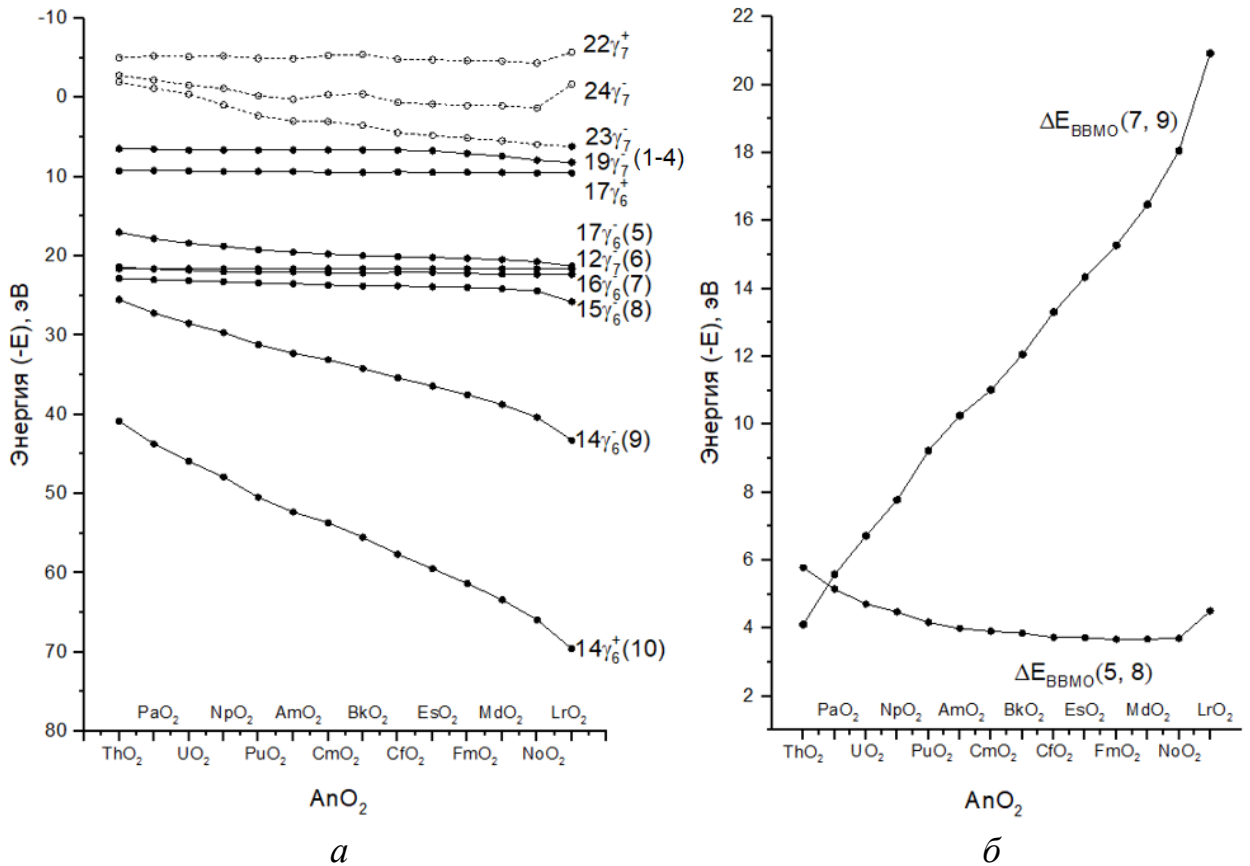 -10
0
10
20
30
40
50
60
70
80
Энергия (-E), эВ
22γ₇⁺
24γ₇⁻
23γ₇⁻
19γ₇⁻(1-4)
17γ₆⁺
17γ₆⁻(5)
12γ₇⁻(6)
16γ₆⁻(7)
15γ₆⁻(8)
14γ₆⁻(9)
14γ₆⁺(10)
PaO₂ NpO₂ AmO₂ BkO₂ EsO₂ MdO₂ LrO₂
ThO₂ UO₂ PuO₂ CmO₂ CfO₂ FmO₂ NoO₂
AnO₂
а
22
20
18
16
14
12
10
8
6
4
2
Энергия (-E), эВ
ΔE_BBMO(7, 9)
ΔE_BBMO(5, 8)
PaO₂ NpO₂ AmO₂ BkO₂ EsO₂ MdO₂ LrO₂
ThO₂ UO₂ PuO₂ CmO₂ CfO₂ FmO₂ NoO₂
AnO₂
б